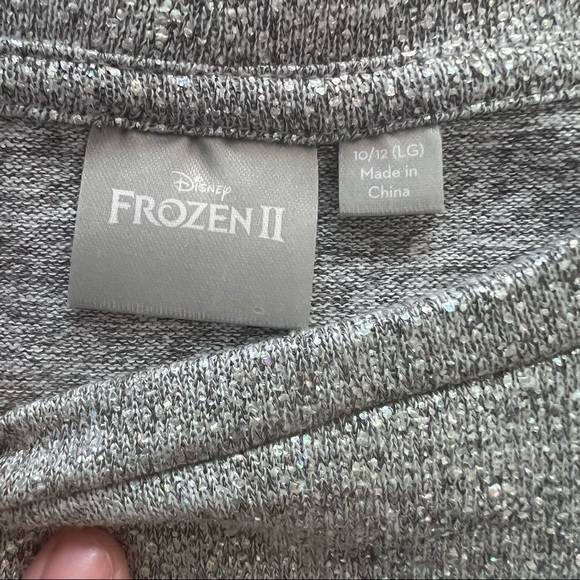 Disney
FROZEN II
10/12 (LG)
Made in
China